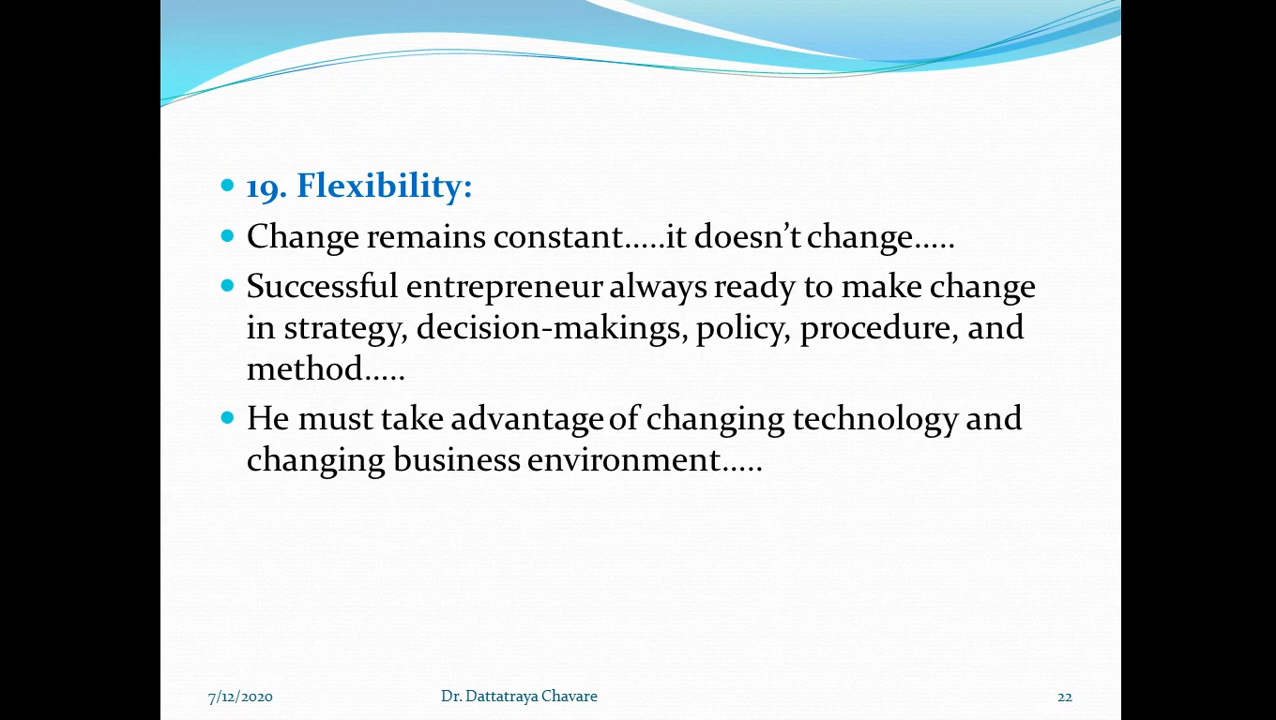 19. Flexibility:
Change remains constant.....it doesn't change.....
Successful entrepreneur always ready to make change
in strategy, decision-makings, policy, procedure, and
method.....
He must take advantage of changing technology and
changing business environment.....
7/12/2020 Dr. Dattatraya Chavare 22